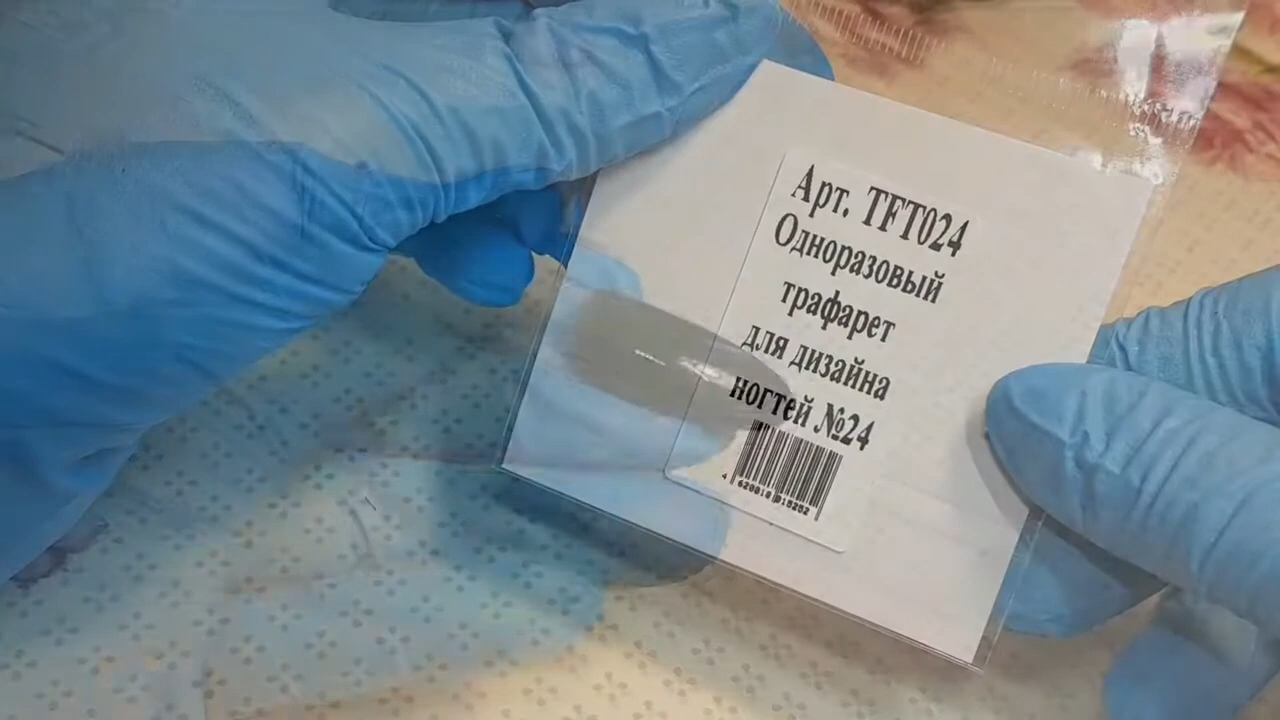 Арт. TFT024
Одноразовый
трафарет
для дизайна
ногтей №24